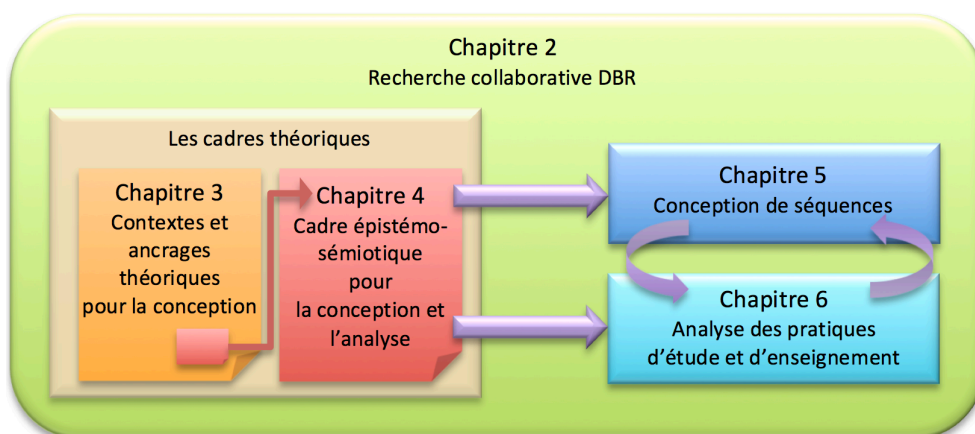 Chapitre 2
Recherche collaborative DBR
Les cadres théoriques
Chapitre 3
Contextes et
ancrages
théoriques
pour la conception
Chapitre 4
Cadre épistémo-
sémiotique
pour
la conception et
l’analyse
Chapitre 5
Conception de séquences
Chapitre 6
Analyse des pratiques
d’étude et d’enseignement